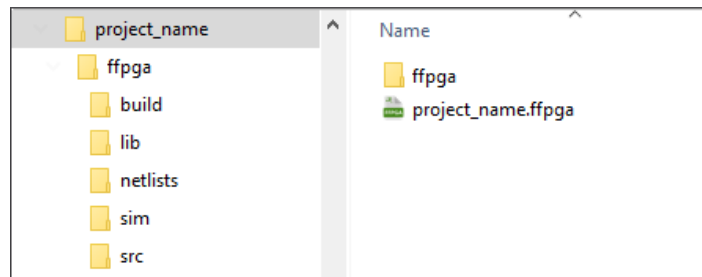 project_name
ffpga
build
lib
netlists
sim
src
Name
ffpga
project_name.ffpga